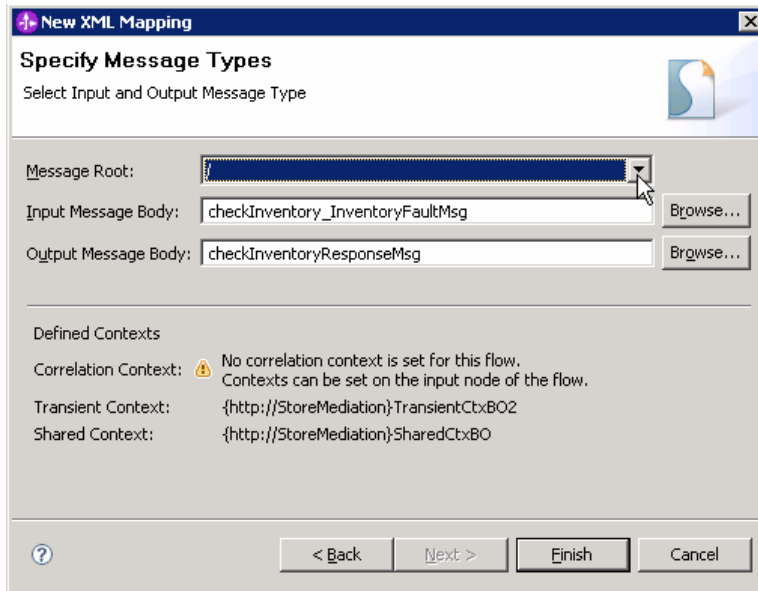 New XML Mapping
Specify Message Types
Select Input and Output Message Type
Message Root: /
Input Message Body: checkInventory_InventoryFaultMsg Browse...
Output Message Body: checkInventoryResponseMsg Browse...
Defined Contexts
Correlation Context: No correlation context is set for this flow.
Contexts can be set on the input node of the flow.
Transient Context: {http://StoreMediation}TransientCtxBO2
Shared Context: {http://StoreMediation}SharedCtxBO
? < Back Next > Finish Cancel